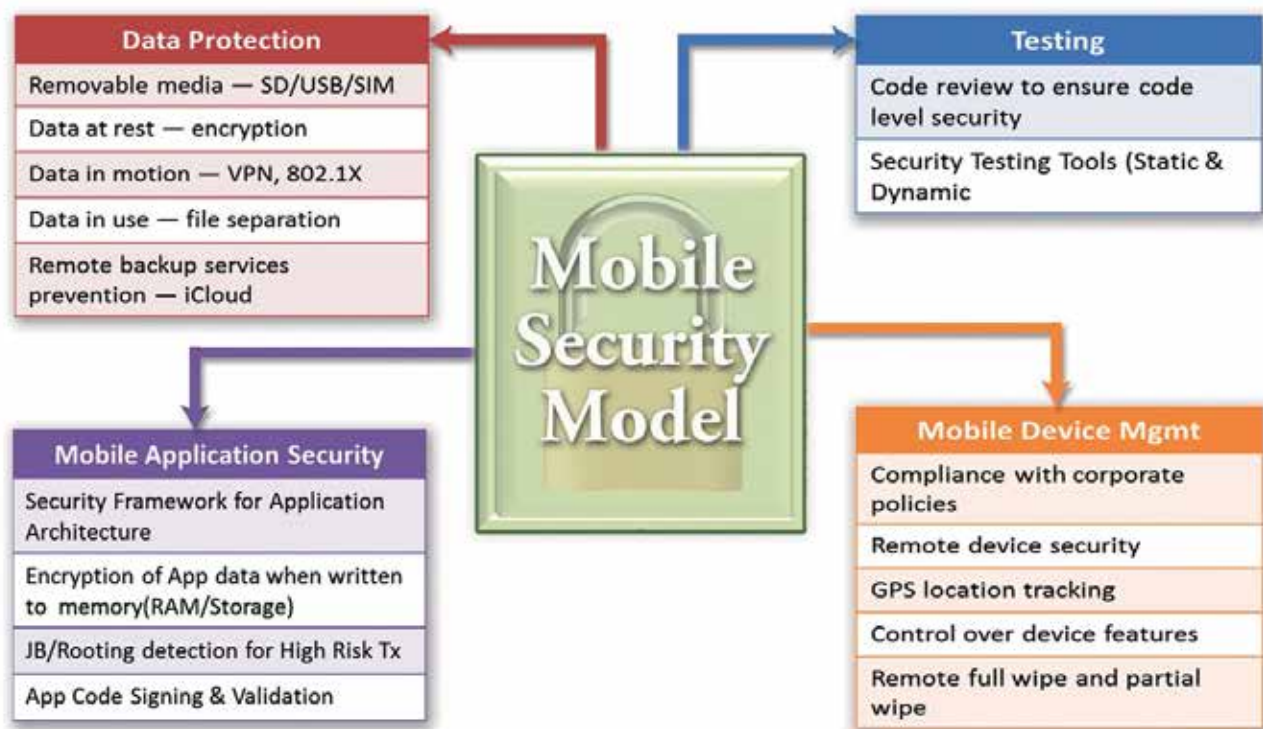 Data Protection
Removable media — SD/USB/SIM
Data at rest — encryption
Data in motion — VPN, 802.1X
Data in use — file separation
Remote backup services
prevention — iCloud
Testing
Code review to ensure code
level security
Security Testing Tools (Static &
Dynamic
Mobile
Security
Model
Mobile Application Security
Security Framework for Application
Architecture
Encryption of App data when written
to memory(RAM/Storage)
JB/Rooting detection for High Risk Tx
App Code Signing & Validation
Mobile Device Mgmt
Compliance with corporate
policies
Remote device security
GPS location tracking
Control over device features
Remote full wipe and partial
wipe